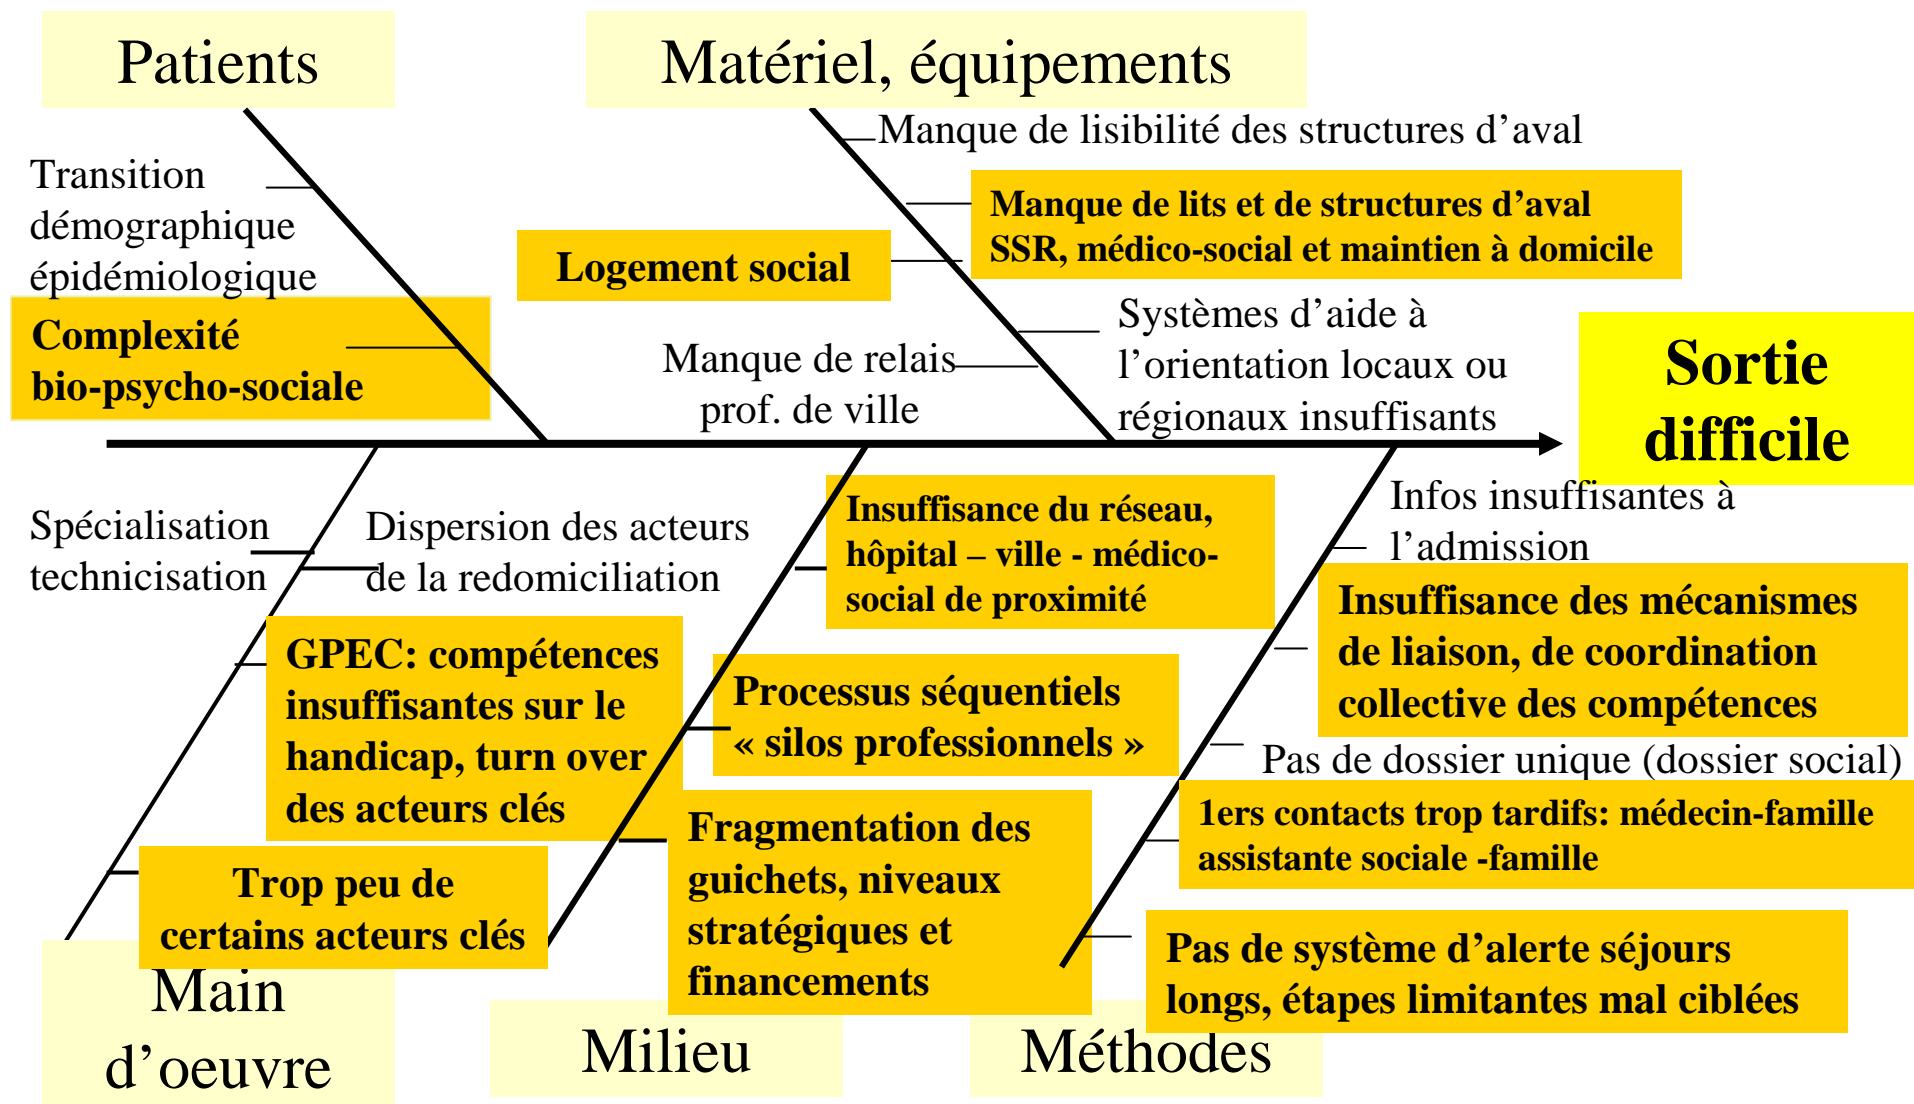 Patients
Matériel, équipements
Transition
démographique
épidémiologique
Complexité
bio-psycho-sociale
Manque de lisibilité des structures d’aval
Manque de lits et de structures d’aval
SSR, médico-social et maintien à domicile
Logement social
Manque de relais
prof. de ville
Systèmes d’aide à
l’orientation locaux ou
régionaux insuffisants
Sortie
difficile
Spécialisation
technicisation
Dispersion des acteurs
de la redomiciliation
GPEC: compétences
insuffisantes sur le
handicap, turn over
des acteurs clés
Trop peu de
certains acteurs clés
Main
d’oeuvre
Insuffisance du réseau,
hôpital – ville - médico-
social de proximité
Processus séquentiels
« silos professionnels »
Fragmentation des
guichets, niveaux
stratégiques et
financements
Milieu
Infos insuffisantes à
l’admission
Insuffisance des mécanismes
de liaison, de coordination
collective des compétences
Pas de dossier unique (dossier social)
1ers contacts trop tardifs: médecin-famille
assistante sociale -famille
Pas de système d’alerte séjours
longs, étapes limitantes mal ciblées
Méthodes